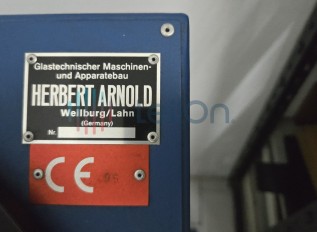 Glastechnischer Maschinen-
und Apparatebau
HERBERT ARNOLD
Weilburg/Lahn
(Germany)
Nr.
CE